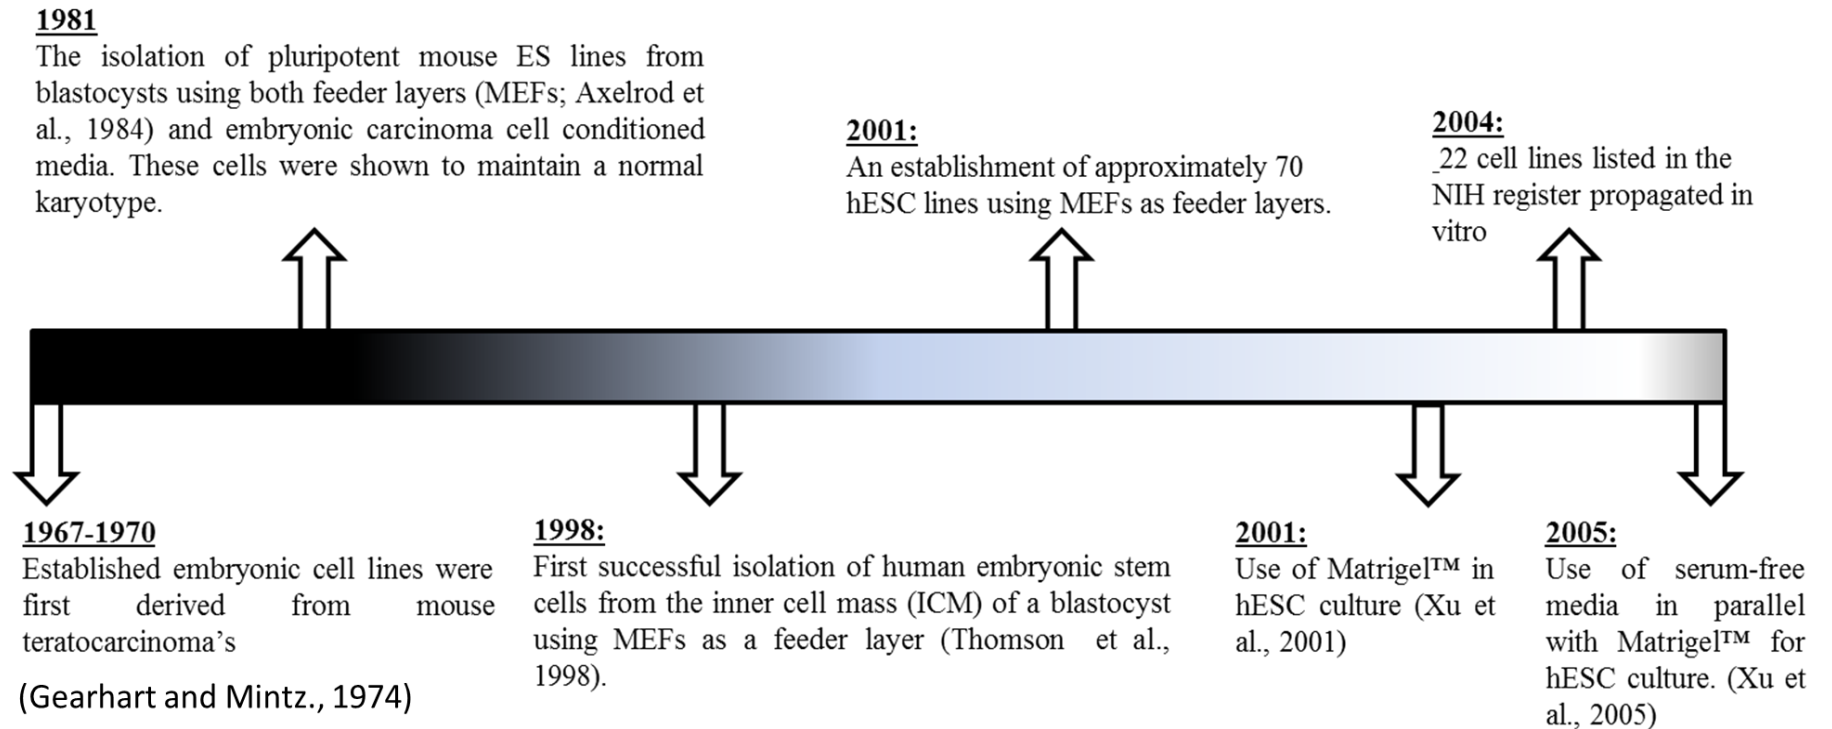 1981
The isolation of pluripotent mouse ES lines from
blastocysts using both feeder layers (MEFs; Axelrod et
al., 1984) and embryonic carcinoma cell conditioned
media. These cells were shown to maintain a normal
karyotype.
2001:
An establishment of approximately 70
hESC lines using MEFs as feeder layers.
2004:
22 cell lines listed in the
NIH register propagated in
vitro
1967-1970
Established embryonic cell lines were
first derived from mouse
teratocarcinoma’s
(Gearhart and Mintz., 1974)
1998:
First successful isolation of human embryonic stem
cells from the inner cell mass (ICM) of a blastocyst
using MEFs as a feeder layer (Thomson et al.,
1998).
2001:
Use of Matrigel™ in
hESC culture (Xu et
al., 2001)
2005:
Use of serum-free
media in parallel
with Matrigel™ for
hESC culture. (Xu et
al., 2005)